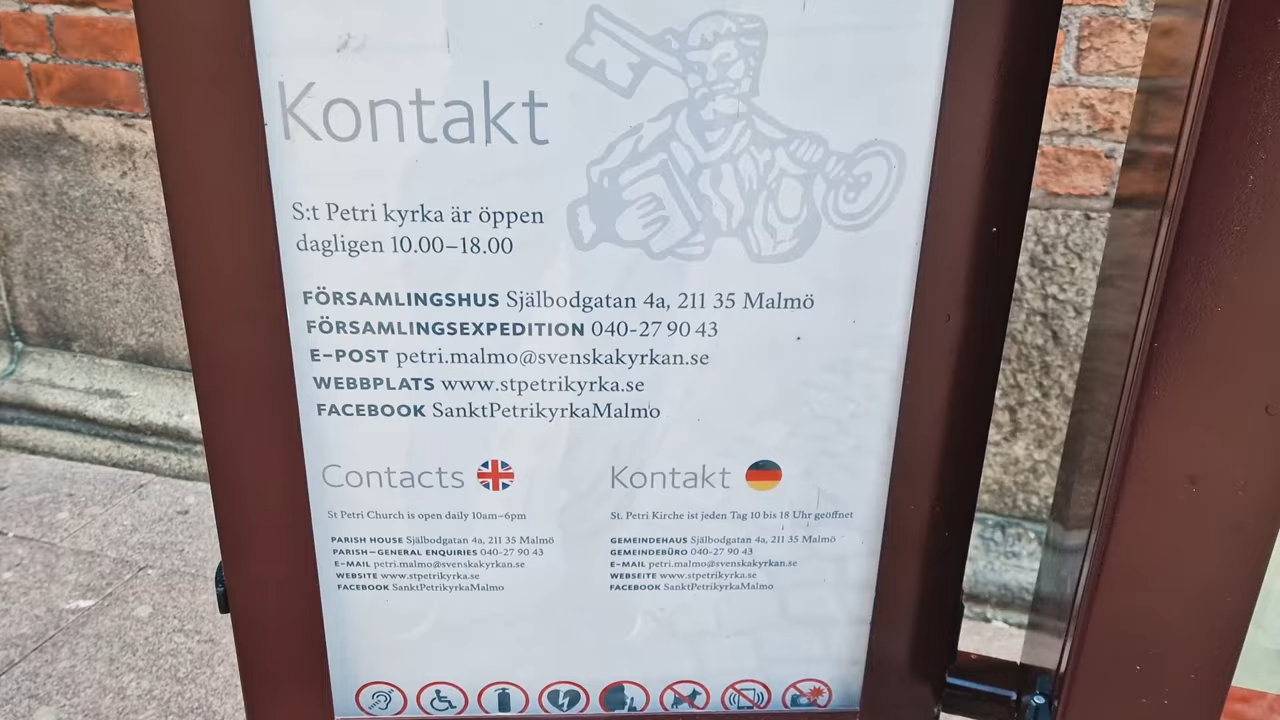 Kontakt
S:t Petri kyrka är öppen
dagligen 10.00–18.00
FÖRSAMLINGSHUS Själbodgatan 4a, 211 35 Malmö
FÖRSAMLINGSEXPEDITION 040-27 90 43
E-POST petri.malmo@svenskakyrkan.se
WEBBPLATS www.stpetrikyrka.se
FACEBOOK SanktPetrikyrkaMalmo
Contacts
St Petri Church is open daily 10am–6pm
PARISH HOUSE Själbodgatan 4a, 211 35 Malmö
PARISH–GENERAL ENQUIRIES 040-27 90 43
E-MAIL petri.malmo@svenskakyrkan.se
WEBSITE www.stpetrikyrka.se
FACEBOOK SanktPetrikyrkaMalmo
Kontakt
St. Petri Kirche ist jeden Tag 10 bis 18 Uhr geöffnet
GEMEINDEHAUS Själbodgatan 4a, 211 35 Malmö
GEMEINDEBÜRO 040-27 90 43
E-MAIL petri.malmo@svenskakyrkan.se
WEBSEITE www.stpetrikyrka.se
FACEBOOK SanktPetrikyrkaMalmo